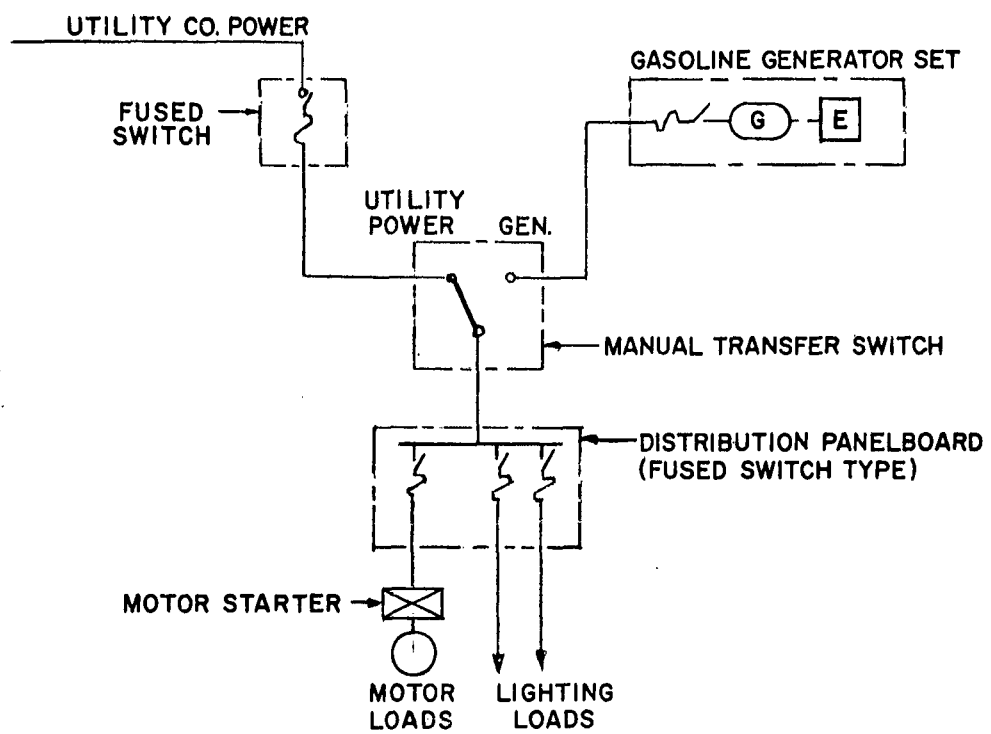 UTILITY CO. POWER
GASOLINE GENERATOR SET
FUSED
SWITCH
G
E
UTILITY
POWER
GEN.
MANUAL TRANSFER SWITCH
DISTRIBUTION PANELBOARD
(FUSED SWITCH TYPE)
MOTOR STARTER
MOTOR
LOADS
LIGHTING
LOADS